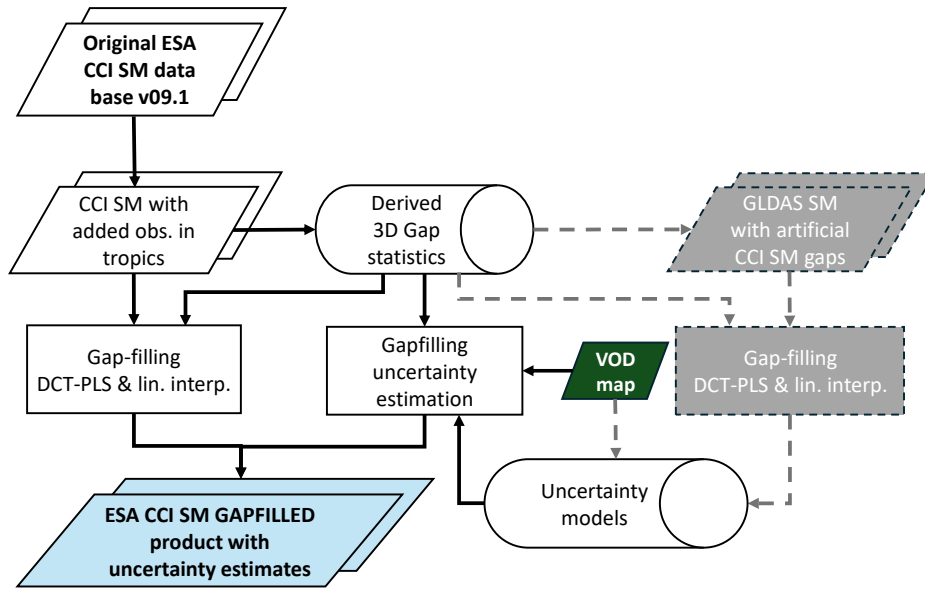 Original ESA
CCI SM data
base v09.1
CCI SM with
added obs. in
tropics
Derived
3D Gap
statistics
GLDAS SM
with artificial
CCI SM gaps
Gap-filling
DCT-PLS & lin. interp.
Gapfilling
uncertainty
estimation
VOD
map
Gap-filling
DCT-PLS & lin. interp.
Uncertainty
models
ESA CCI SM GAPFILLED
product with
uncertainty estimates